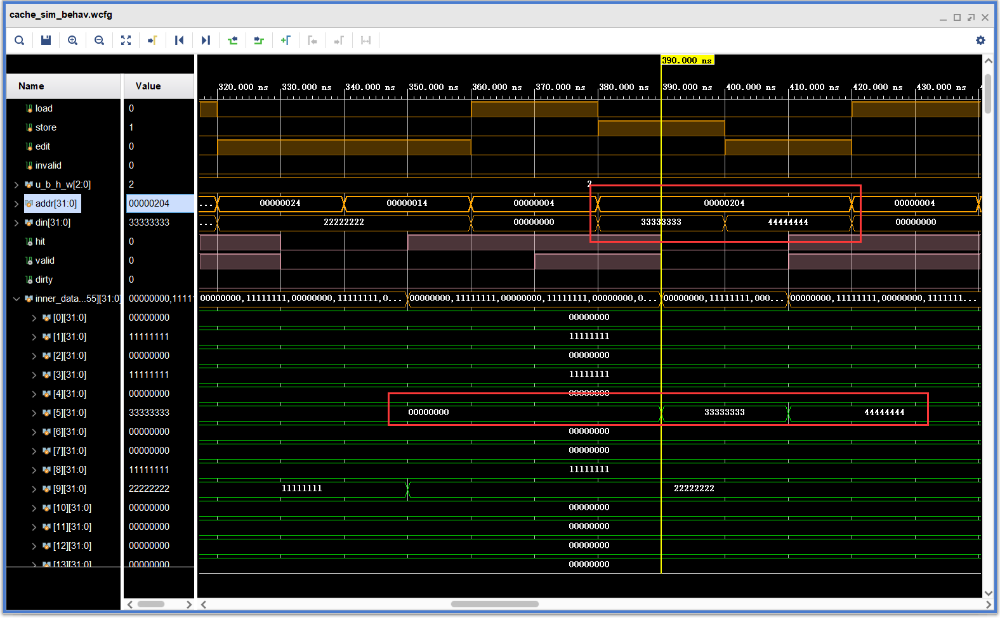 cache_sim_behav.wcfg
390.000 ns
Name Value
320.000 ns 330.000 ns 340.000 ns 350.000 ns 360.000 ns 370.000 ns 380.000 ns 390.000 ns 400.000 ns 410.000 ns 420.000 ns 430.000 ns
load 0
store 1
edit 0
invalid 0
u_b_h_w[2:0] 2 2
addr[31:0] 00000204 ... 00000024 00000014 00000004 00000204 00000004
din[31:0] 33333333 ... 22222222 00000000 33333333 44444444 00000000
hit 0
valid 0
dirty 0
inner_data...55][31:0] 00000000,11111 00000000,11111111,00000000,11111111,0... 00000000,11111111,00000000,11111111,00000000,0... 00000000,11111111,000... 00000000,11111111,00000000,1111111...
[0][31:0] 00000000 00000000
[1][31:0] 11111111 11111111
[2][31:0] 00000000 00000000
[3][31:0] 11111111 11111111
[4][31:0] 00000000 00000000
[5][31:0] 33333333 00000000 33333333 44444444
[6][31:0] 00000000 00000000
[7][31:0] 00000000 00000000
[8][31:0] 11111111 11111111
[9][31:0] 22222222 11111111 22222222
[10][31:0] 00000000 00000000
[11][31:0] 00000000 00000000
[12][31:0] 00000000 00000000
[13][31:0] 00000000 00000000